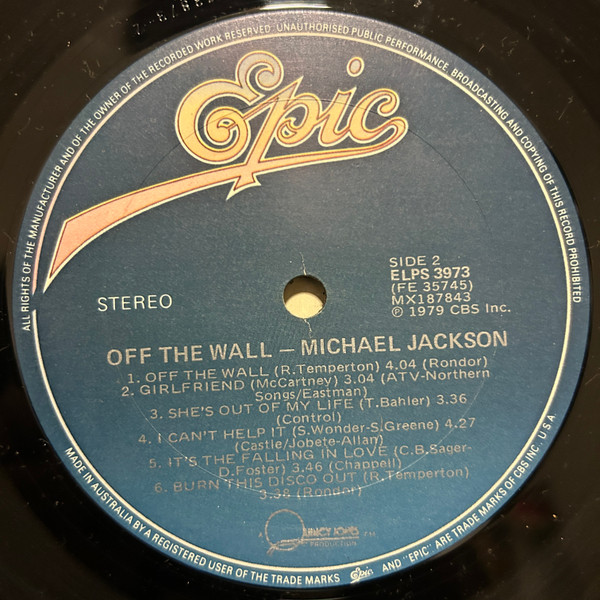 ALL RIGHTS OF THE MANUFACTURER AND OF THE OWNER OF THE RECORDED WORK RESERVED UNAUTHORISED PUBLIC PERFORMANCE, BROADCASTING AND COPYING OF THIS RECORD PROHIBITED
Epic
SIDE 2
ELPS 3973
(FE 35745)
MX187843
STEREO
℗ 1979 CBS Inc.
OFF THE WALL – MICHAEL JACKSON
1. OFF THE WALL (R.Temperton) 4.04 (Rondor)
2. GIRLFRIEND (McCartney) 3.04 (ATV-Northern
Songs/Eastman)
3. SHE'S OUT OF MY LIFE (T.Bahler) 3.36
(Control)
4. I CAN'T HELP IT (S.Wonder-S.Greene) 4.27
(Castle/Jobete-Allan)
5. IT'S THE FALLING IN LOVE (C.B.Sager-
D.Foster) 3.46 (Chappell)
6. BURN THIS DISCO OUT (R.Temperton)
3.38 (Rondor)
QUINCY JONES
PRODUCTION
MADE IN AUSTRALIA BY A REGISTERED USER OF THE TRADE MARKS Epic AND "EPIC" ARE TRADE MARKS OF CBS INC., U.S.A.